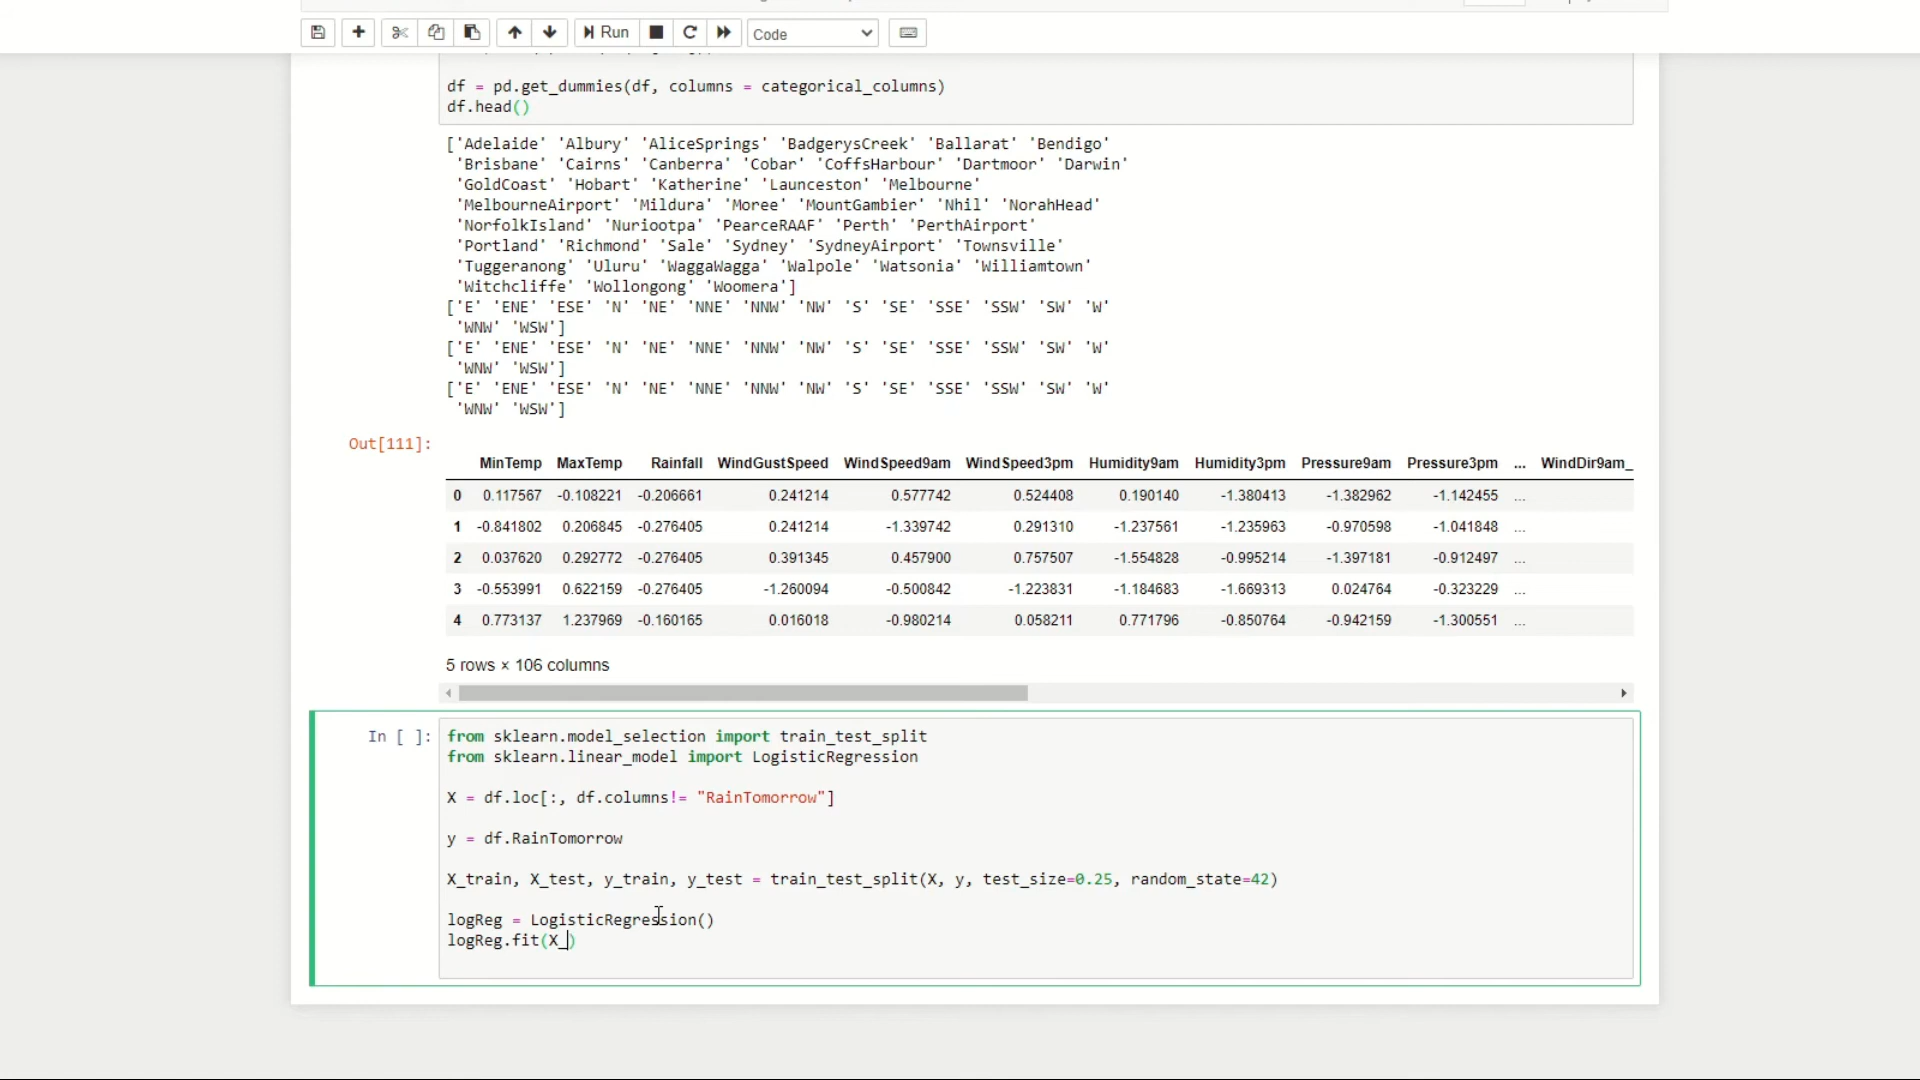 Run
Code
df = pd.get_dummies(df, columns = categorical_columns)
df.head()
['Adelaide' 'Albury' 'AliceSprings' 'BadgerysCreek' 'Ballarat' 'Bendigo'
'Brisbane' 'Cairns' 'Canberra' 'Cobar' 'CoffsHarbour' 'Dartmoor' 'Darwin'
'GoldCoast' 'Hobart' 'Katherine' 'Launceston' 'Melbourne'
'MelbourneAirport' 'Mildura' 'Moree' 'MountGambier' 'Nhil' 'NorahHead'
'NorfolkIsland' 'Nuriootpa' 'PearceRAAF' 'Perth' 'PerthAirport'
'Portland' 'Richmond' 'Sale' 'Sydney' 'SydneyAirport' 'Townsville'
'Tuggeranong' 'Uluru' 'WaggaWagga' 'Walpole' 'Watsonia' 'Williamtown'
'Witchcliffe' 'Wollongong' 'Woomera']
['E' 'ENE' 'ESE' 'N' 'NE' 'NNE' 'NNW' 'NW' 'S' 'SE' 'SSE' 'SSW' 'SW' 'W'
'WNW' 'WSW']
['E' 'ENE' 'ESE' 'N' 'NE' 'NNE' 'NNW' 'NW' 'S' 'SE' 'SSE' 'SSW' 'SW' 'W'
'WNW' 'WSW']
['E' 'ENE' 'ESE' 'N' 'NE' 'NNE' 'NNW' 'NW' 'S' 'SE' 'SSE' 'SSW' 'SW' 'W'
'WNW' 'WSW']
Out[111]:
MinTemp MaxTemp Rainfall WindGustSpeed WindSpeed9am WindSpeed3pm Humidity9am Humidity3pm Pressure9am Pressure3pm ... WindDir9am_
0 0.117567 -0.108221 -0.206661 0.241214 0.577742 0.524408 0.190140 -1.380413 -1.382962 -1.142455 ...
1 -0.841802 0.206845 -0.276405 0.241214 -1.339742 0.291310 -1.237561 -1.235963 -0.970598 -1.041848 ...
2 0.037620 0.292772 -0.276405 0.391345 0.457900 0.757507 -1.554828 -0.995214 -1.397181 -0.912497 ...
3 -0.553991 0.622159 -0.276405 -1.260094 -0.500842 -1.223831 -1.184683 -1.669313 0.024764 -0.323229 ...
4 0.773137 1.237969 -0.160165 0.016018 -0.980214 0.058211 0.771796 -0.850764 -0.942159 -1.300551 ...
5 rows × 106 columns
In [ ]: from sklearn.model_selection import train_test_split
from sklearn.linear_model import LogisticRegression
X = df.loc[:, df.columns!= "RainTomorrow"]
y = df.RainTomorrow
X_train, X_test, y_train, y_test = train_test_split(X, y, test_size=0.25, random_state=42)
logReg = LogisticRegression()
logReg.fit(X_)